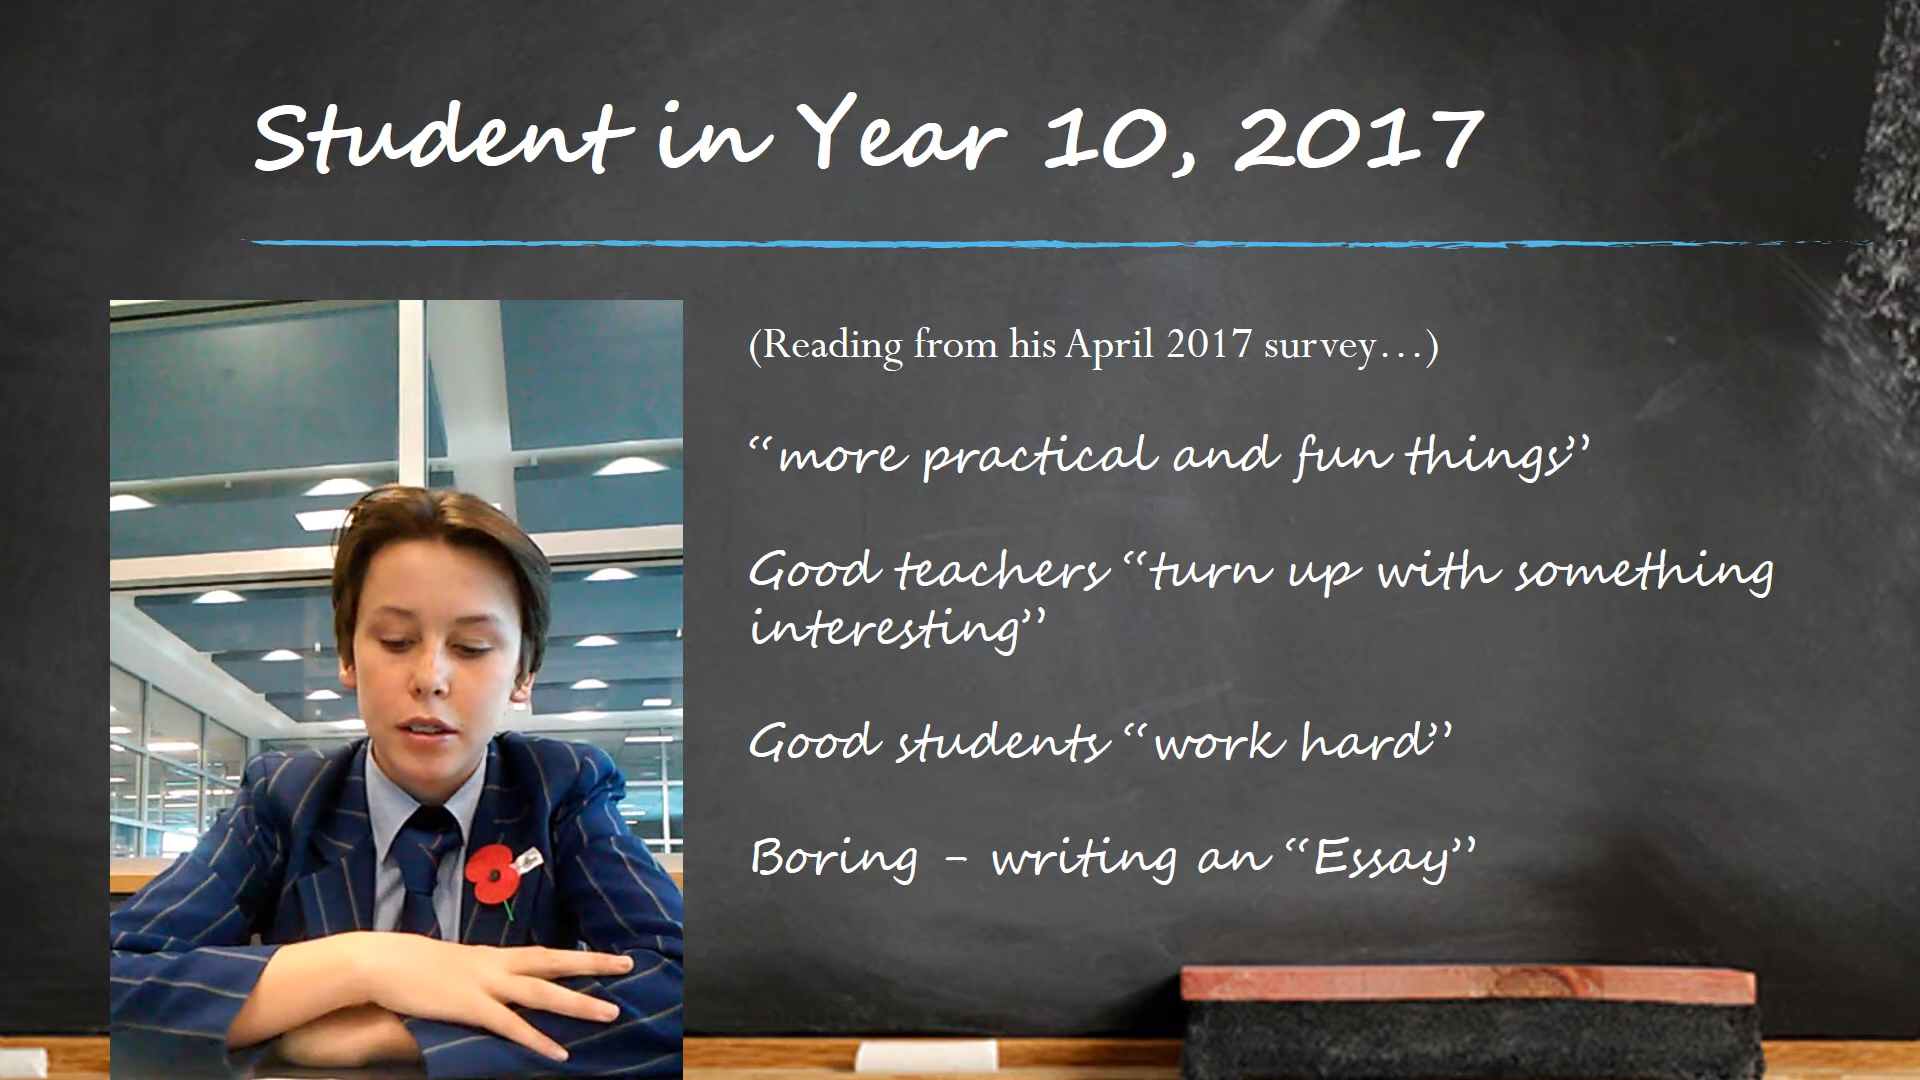 Student in Year 10, 2017
(Reading from his April 2017 survey…)
“more practical and fun things”
Good teachers “turn up with something
interesting”
Good students “work hard”
Boring - writing an “Essay”